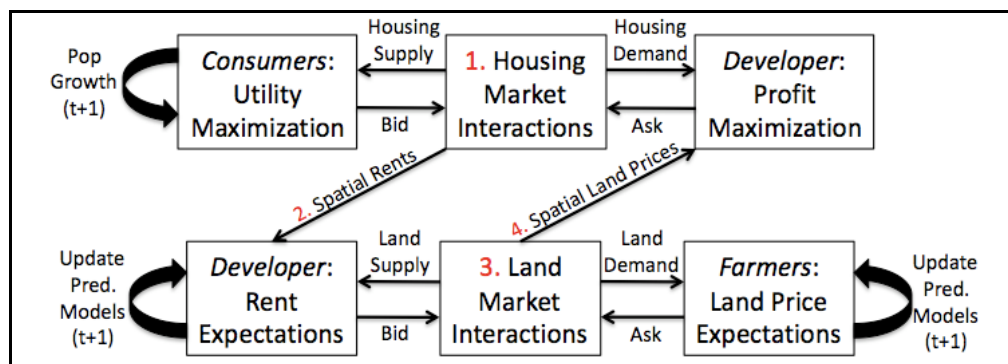 Pop
Growth
(t+1)
Consumers:
Utility
Maximization
Housing
Supply
Bid
1. Housing
Market
Interactions
Housing
Demand
Ask
Developer:
Profit
Maximization
2. Spatial Rents
4. Spatial Land Prices
Update
Pred.
Models
(t+1)
Developer:
Rent
Expectations
Land
Supply
Bid
3. Land
Market
Interactions
Land
Demand
Ask
Farmers:
Land Price
Expectations
Update
Pred.
Models
(t+1)